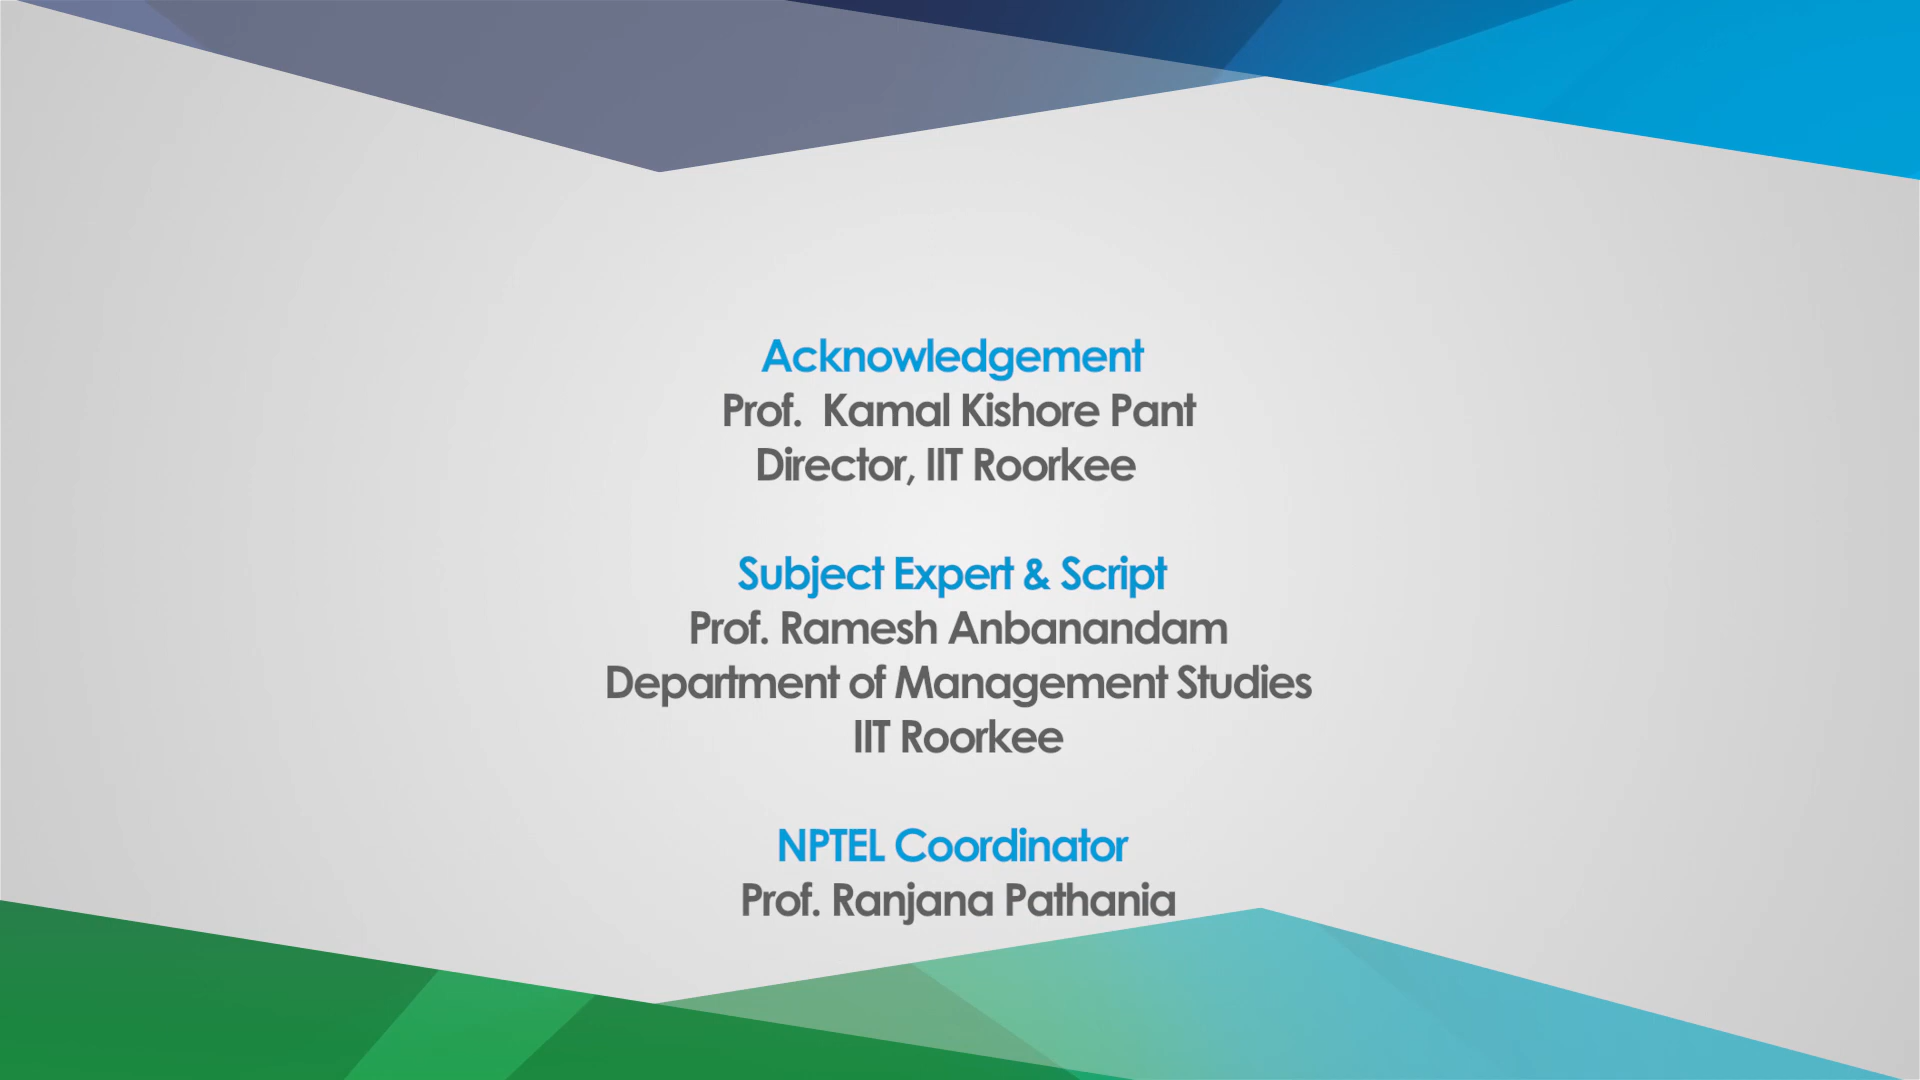 Acknowledgement
Prof. Kamal Kishore Pant
Director, IIT Roorkee
Subject Expert & Script
Prof. Ramesh Anbanandam
Department of Management Studies
IIT Roorkee
NPTEL Coordinator
Prof. Ranjana Pathania